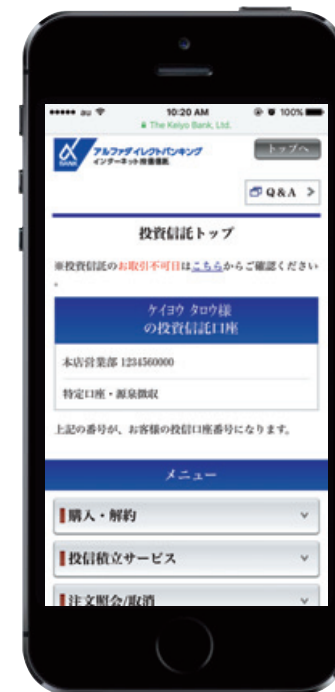 au 10:20 AM 100%
The Keiyo Bank, Ltd.
BANK アルファダイレクトバンキング トップへ
インターネット投資信託
Q&A >
投資信託トップ
※投資信託のお取引不可日はこちらからご確認ください
。
ケイヨウ タロウ様
の投資信託口座
本店営業部 1234560000
特定口座・源泉徴収
上記の番号が、お客様の投信口座番号になります。
メニュー
購入・解約
投信積立サービス
注文照会/取消